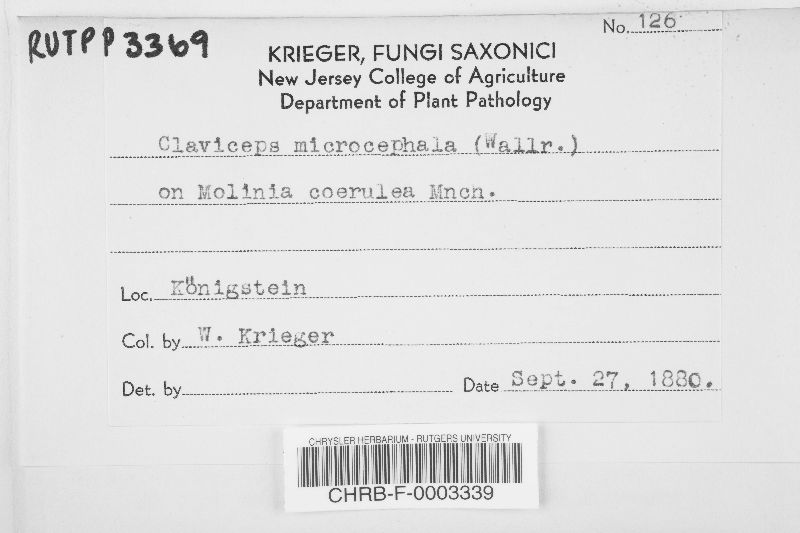 No. 126
RUTPP 3369
KRIEGER, FUNGI SAXONICI
New Jersey College of Agriculture
Department of Plant Pathology
Claviceps microcephala (Wallr.)
on Molinia coerulea Mncn.
Loc. Königstein
Col. by W. Krieger
Det. by Date Sept. 27, 1880.
CHRYSLER HERBARIUM - RUTGERS UNIVERSITY
CHRB-F-0003339